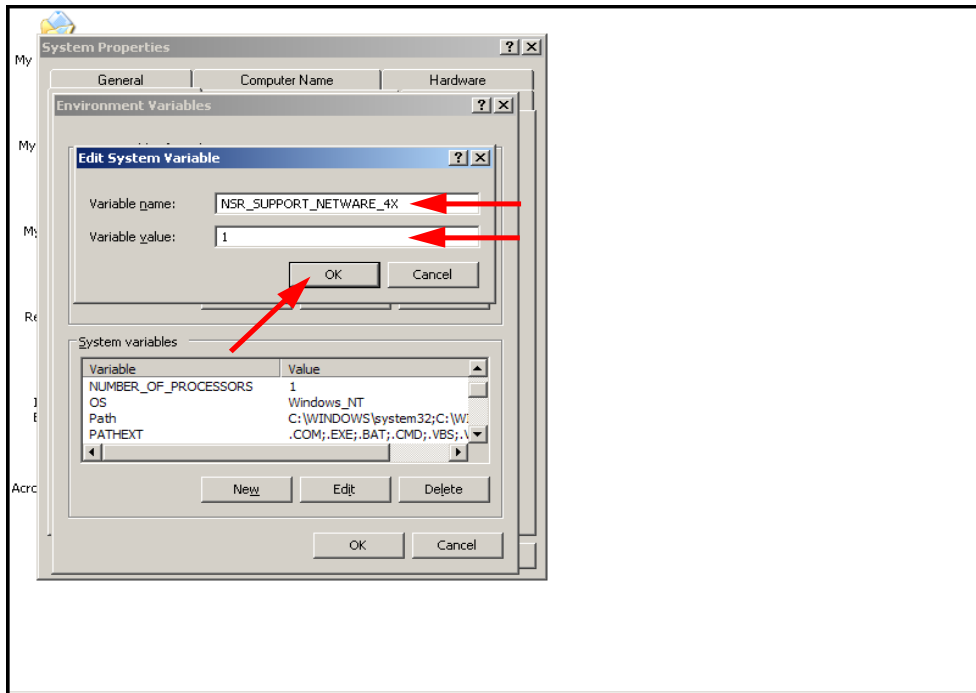 My
System Properties
General Computer Name Hardware
Environment Variables
My
Edit System Variable
Variable name: NSR_SUPPORT_NETWARE_4X
My
Variable value: 1
OK Cancel
Re
System variables
Variable Value
NUMBER_OF_PROCESSORS 1
OS Windows_NT
Path C:\WINDOWS\system32;C:\WI
PATHEXT .COM;.EXE;.BAT;.CMD;.VBS;.V
Acro
New Edit Delete
OK Cancel